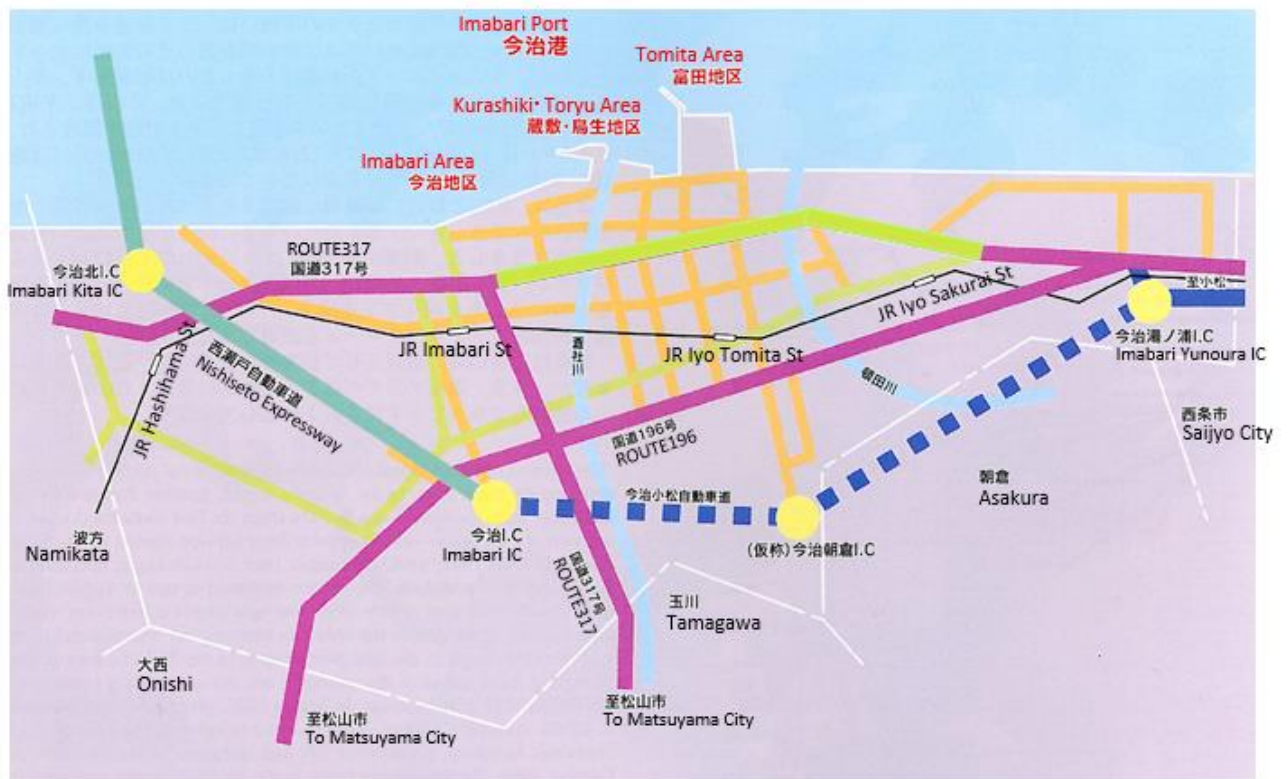 Imabari Port
今治港
Tomita Area
富田地区
Kurashiki・Toryu Area
蔵敷・鳥生地区
Imabari Area
今治地区
ROUTE317
国道317号
今治北I.C
Imabari Kita IC
西瀬戸自動車道
Nishiseto Expressway
JR Hashihama St
JR Imabari St
蒼社川
JR Iyo Tomita St
JR Iyo Sakurai St
至小松
今治湯ノ浦I.C
Imabari Yunoura IC
頓田川
国道196号
ROUTE196
西条市
Saijyo City
朝倉
Asakura
今治小松自動車道
今治I.C
Imabari IC
(仮称)今治朝倉I.C
波方
Namikata
国道317号
ROUTE317
玉川
Tamagawa
大西
Onishi
至松山市
To Matsuyama City
至松山市
To Matsuyama City